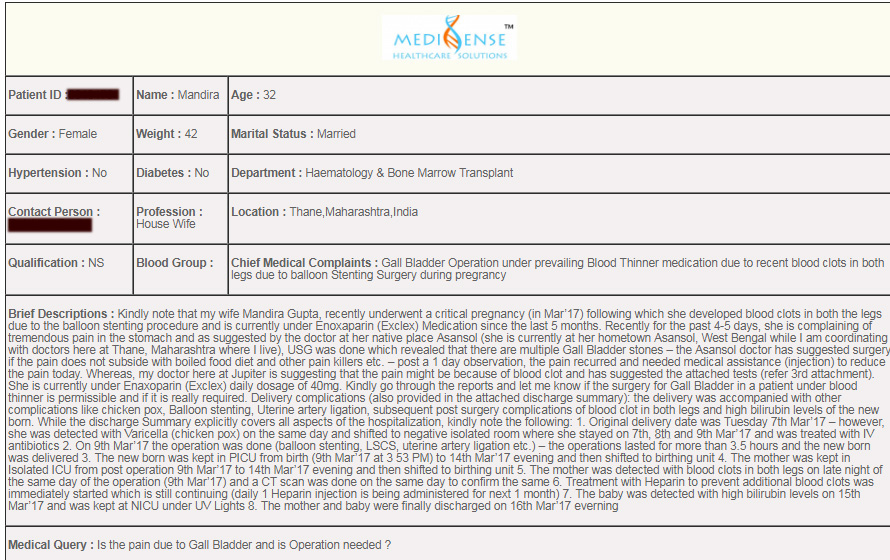 MEDISENSE™
HEALTHCARE SOLUTIONS
Patient ID : Name : Mandira Age : 32
Gender : Female Weight : 42 Marital Status : Married
Hypertension : No Diabetes : No Department : Haematology & Bone Marrow Transplant
Contact Person : Profession : House Wife Location : Thane,Maharashtra,India
Qualification : NS Blood Group : Chief Medical Complaints : Gall Bladder Operation under prevailing Blood Thinner medication due to recent blood clots in both
legs due to balloon Stenting Surgery during pregrancy
Brief Descriptions : Kindly note that my wife Mandira Gupta, recently underwent a critical pregnancy (in Mar'17) following which she developed blood clots in both the legs
due to the balloon stenting procedure and is currently under Enoxaparin (Exclex) Medication since the last 5 months. Recently for the past 4-5 days, she is complaining of
tremendous pain in the stomach and as suggested by the doctor at her native place Asansol (she is currently at her hometown Asansol, West Bengal while I am coordinating
with doctors here at Thane, Maharashtra where I live), USG was done which revealed that there are multiple Gall Bladder stones – the Asansol doctor has suggested surgery
if the pain does not subside with boiled food diet and other pain killers etc. – post a 1 day observation, the pain recurred and needed medical assistance (injection) to reduce
the pain today. Whereas, my doctor here at Jupiter is suggesting that the pain might be because of blood clot and has suggested the attached tests (refer 3rd attachment).
She is currently under Enaxoparin (Exclex) daily dosage of 40mg. Kindly go through the reports and let me know if the surgery for Gall Bladder in a patient under blood
thinner is permissible and if it is really required. Delivery complications (also provided in the attached discharge summary): the delivery was accompanied with other
complications like chicken pox, Balloon stenting, Uterine artery ligation, subsequent post surgery complications of blood clot in both legs and high bilirubin levels of the new
born. While the discharge Summary explicitly covers all aspects of the hospitalization, kindly note the following: 1. Original delivery date was Tuesday 7th Mar'17 – however,
she was detected with Varicella (chicken pox) on the same day and shifted to negative isolated room where she stayed on 7th, 8th and 9th Mar'17 and was treated with IV
antibiotics 2. On 9th Mar'17 the operation was done (balloon stenting, LSCS, uterine artery ligation etc.) – the operations lasted for more than 3.5 hours and the new born
was delivered 3. The new born was kept in PICU from birth (9th Mar'17 at 3 53 PM) to 14th Mar'17 evening and then shifted to birthing unit 4. The mother was kept in
Isolated ICU from post operation 9th Mar'17 to 14th Mar'17 evening and then shifted to birthing unit 5. The mother was detected with blood clots in both legs on late night of
the same day of the operation (9th Mar'17) and a CT scan was done on the same day to confirm the same 6. Treatment with Heparin to prevent additional blood clots was
immediately started which is still continuing (daily 1 Heparin injection is being administered for next 1 month) 7. The baby was detected with high bilirubin levels on 15th
Mar'17 and was kept at NICU under UV Lights 8. The mother and baby were finally discharged on 16th Mar'17 everning
Medical Query : Is the pain due to Gall Bladder and is Operation needed ?